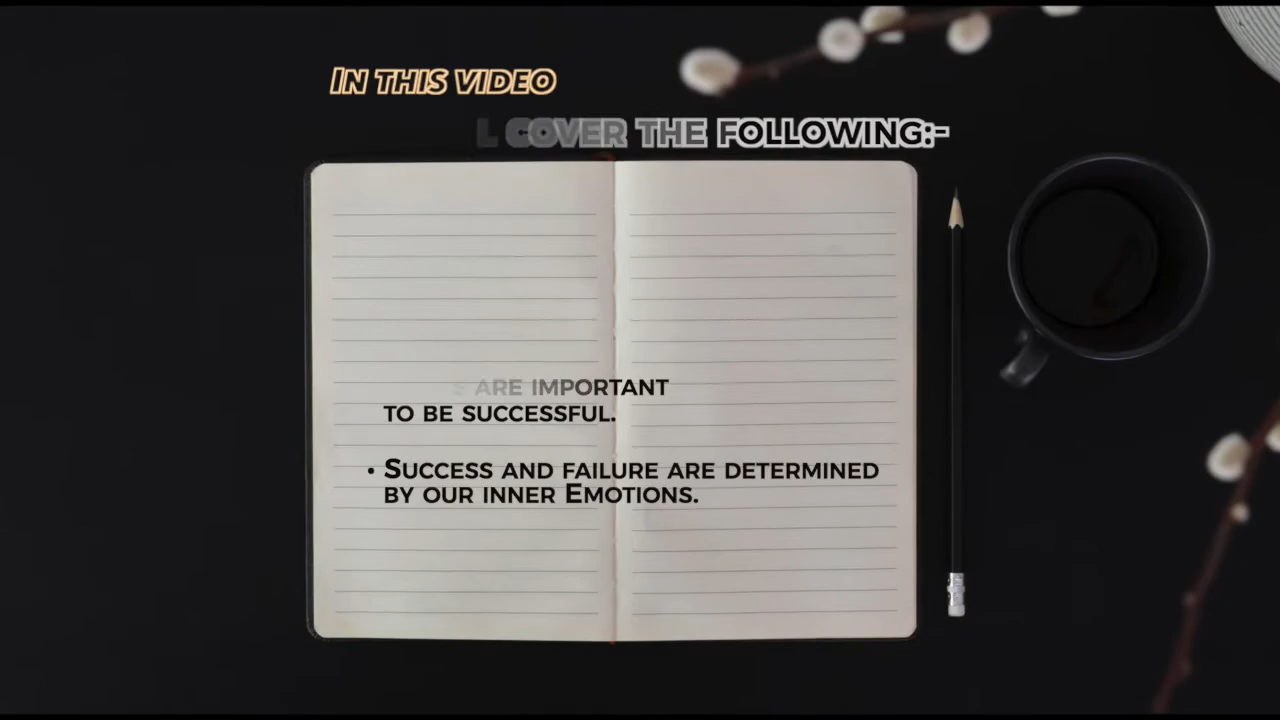 In this video
L cover the following:-
are important
to be successful.
• Success and failure are determined
by our inner Emotions.